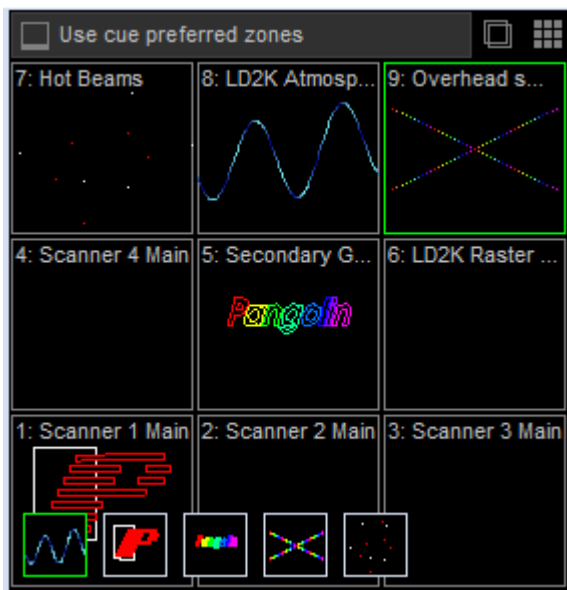 Use cue preferred zones
7: Hot Beams
8: LD2K Atmosp...
9: Overhead s...
4: Scanner 4 Main
5: Secondary G...
6: LD2K Raster ...
Pangolin
1: Scanner 1 Main
2: Scanner 2 Main
3: Scanner 3 Main
P